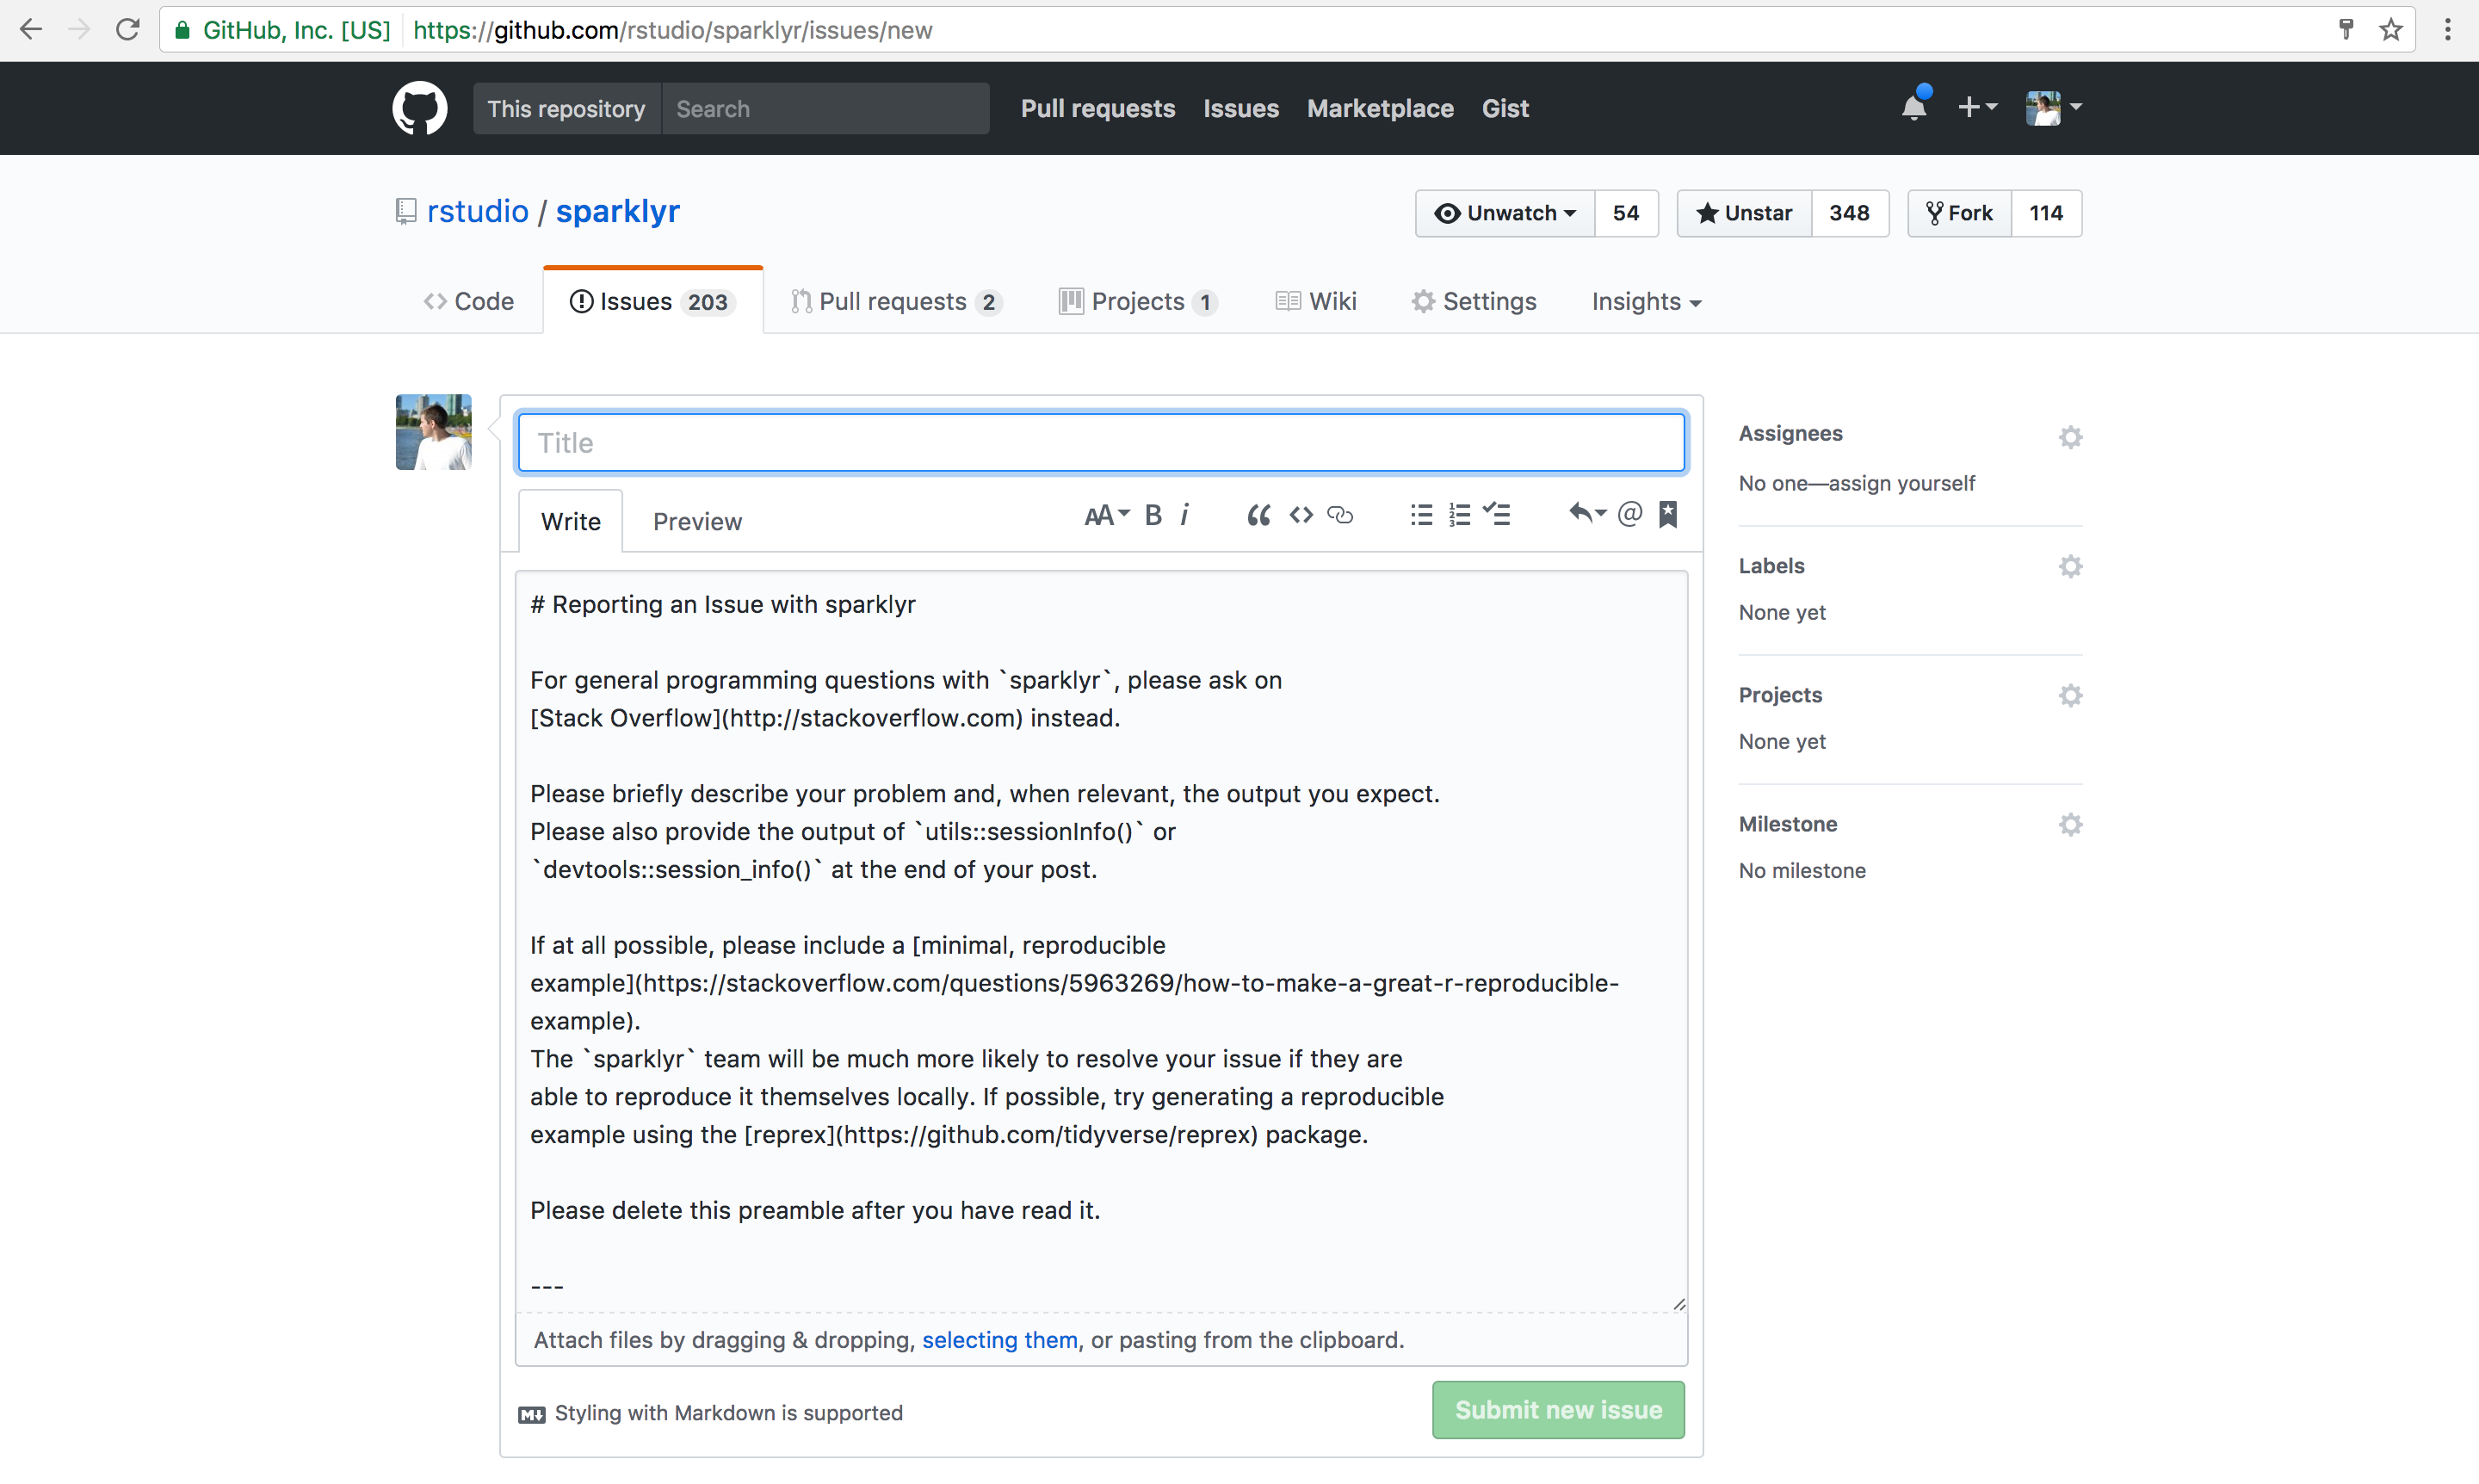 GitHub, Inc. [US] https://github.com/rstudio/sparklyr/issues/new
This repository Search Pull requests Issues Marketplace Gist
rstudio / sparklyr Unwatch 54 Unstar 348 Fork 114
Code Issues 203 Pull requests 2 Projects 1 Wiki Settings Insights
Title
Write Preview AA B i
# Reporting an Issue with sparklyr
For general programming questions with `sparklyr`, please ask on
[Stack Overflow](http://stackoverflow.com) instead.
Please briefly describe your problem and, when relevant, the output you expect.
Please also provide the output of `utils::sessionInfo()` or
`devtools::session_info()` at the end of your post.
If at all possible, please include a [minimal, reproducible
example](https://stackoverflow.com/questions/5963269/how-to-make-a-great-r-reproducible-
example).
The `sparklyr` team will be much more likely to resolve your issue if they are
able to reproduce it themselves locally. If possible, try generating a reproducible
example using the [reprex](https://github.com/tidyverse/reprex) package.
Please delete this preamble after you have read it.
---
Attach files by dragging & dropping, selecting them, or pasting from the clipboard.
Styling with Markdown is supported
Submit new issue
Assignees
No one—assign yourself
Labels
None yet
Projects
None yet
Milestone
No milestone